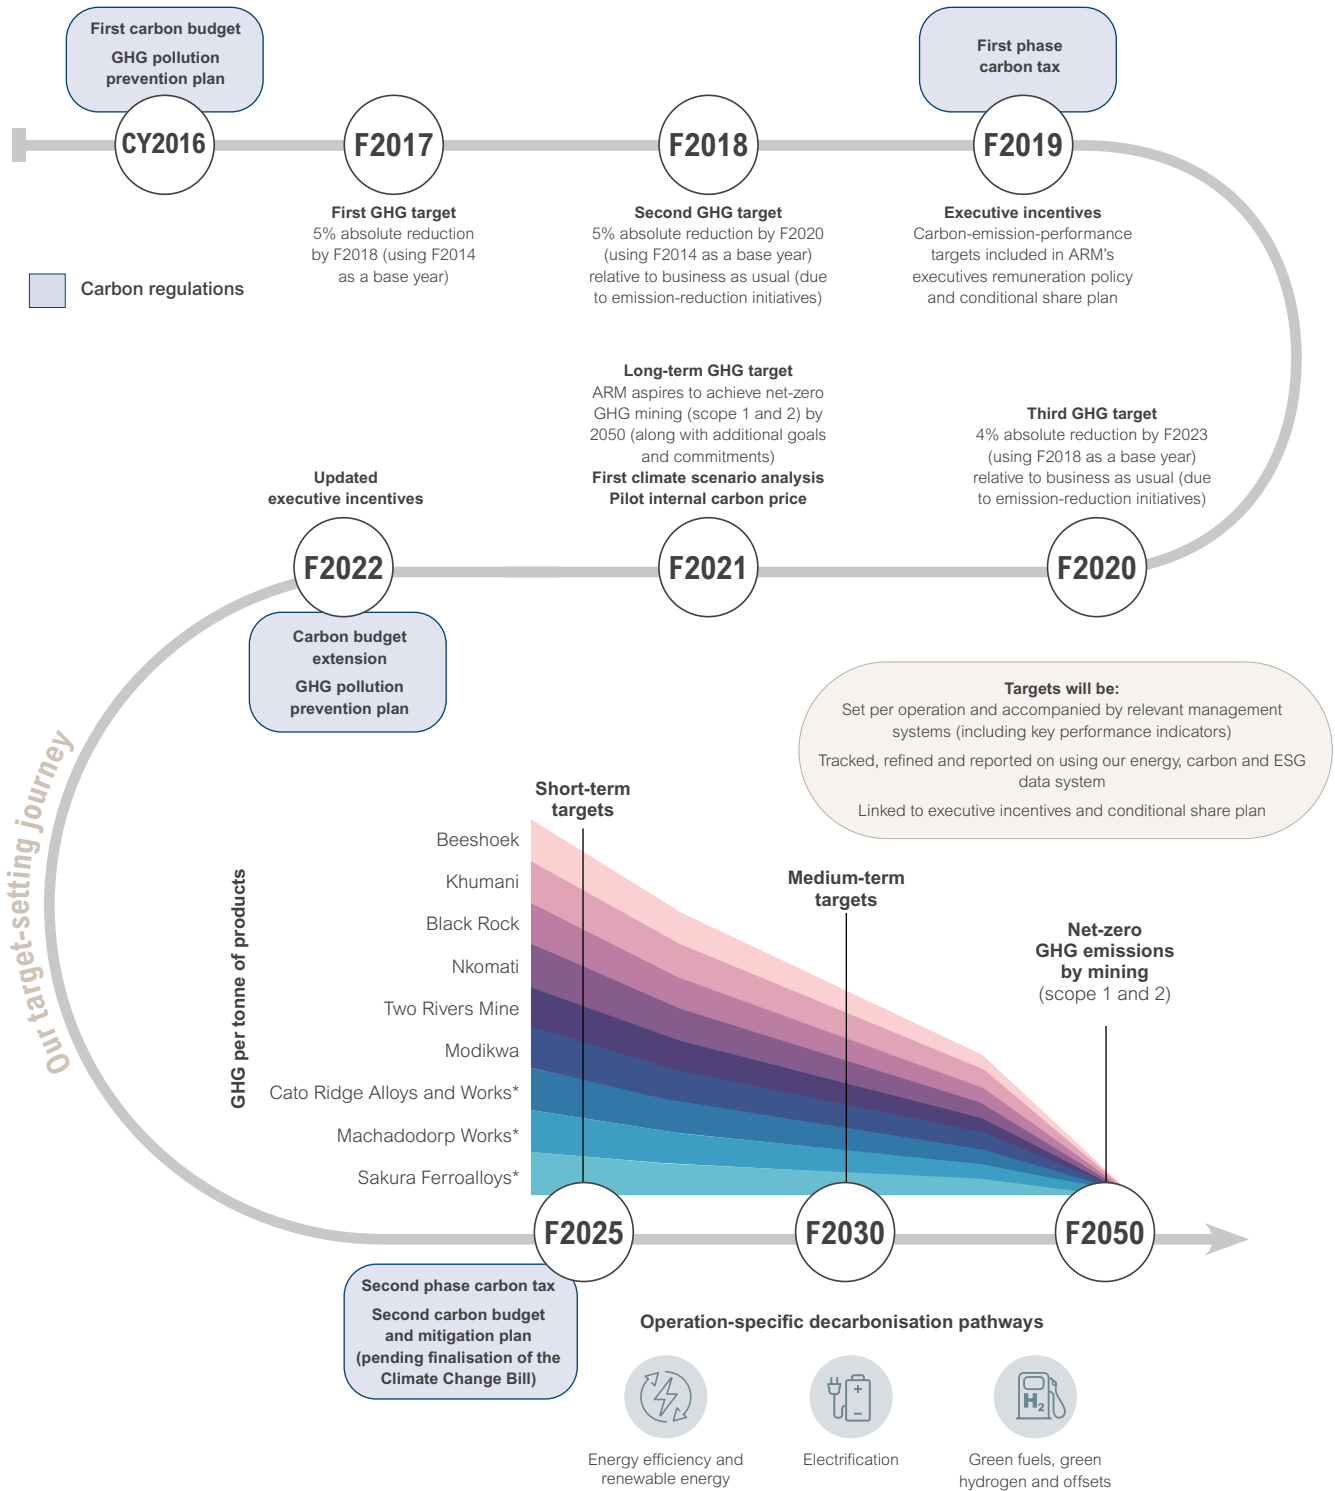 First carbon budget
GHG pollution
prevention plan
First phase
carbon tax
CY2016
F2017
F2018
F2019
First GHG target
5% absolute reduction
by F2018 (using F2014
as a base year)
Second GHG target
5% absolute reduction by F2020
(using F2014 as a base year)
relative to business as usual (due
to emission-reduction initiatives)
Executive incentives
Carbon-emission-performance
targets included in ARM's
executives remuneration policy
and conditional share plan
Carbon regulations
Long-term GHG target
ARM aspires to achieve net-zero
GHG mining (scope 1 and 2) by
2050 (along with additional goals
and commitments)
First climate scenario analysis
Pilot internal carbon price
Third GHG target
4% absolute reduction by F2023
(using F2018 as a base year)
relative to business as usual (due
to emission-reduction initiatives)
Updated
executive incentives
F2022
F2021
F2020
Carbon budget
extension
GHG pollution
prevention plan
Targets will be:
Set per operation and accompanied by relevant management
systems (including key performance indicators)
Tracked, refined and reported on using our energy, carbon and ESG
data system
Linked to executive incentives and conditional share plan
Our target-setting journey
GHG per tonne of products
Short-term
targets
Medium-term
targets
Net-zero
GHG emissions
by mining
(scope 1 and 2)
Beeshoek
Khumani
Black Rock
Nkomati
Two Rivers Mine
Modikwa
Cato Ridge Alloys and Works*
Machadodorp Works*
Sakura Ferroalloys*
F2025
F2030
F2050
Second phase carbon tax
Second carbon budget
and mitigation plan
(pending finalisation of the
Climate Change Bill)
Operation-specific decarbonisation pathways
H2
Energy efficiency and
renewable energy
Electrification
Green fuels, green
hydrogen and offsets